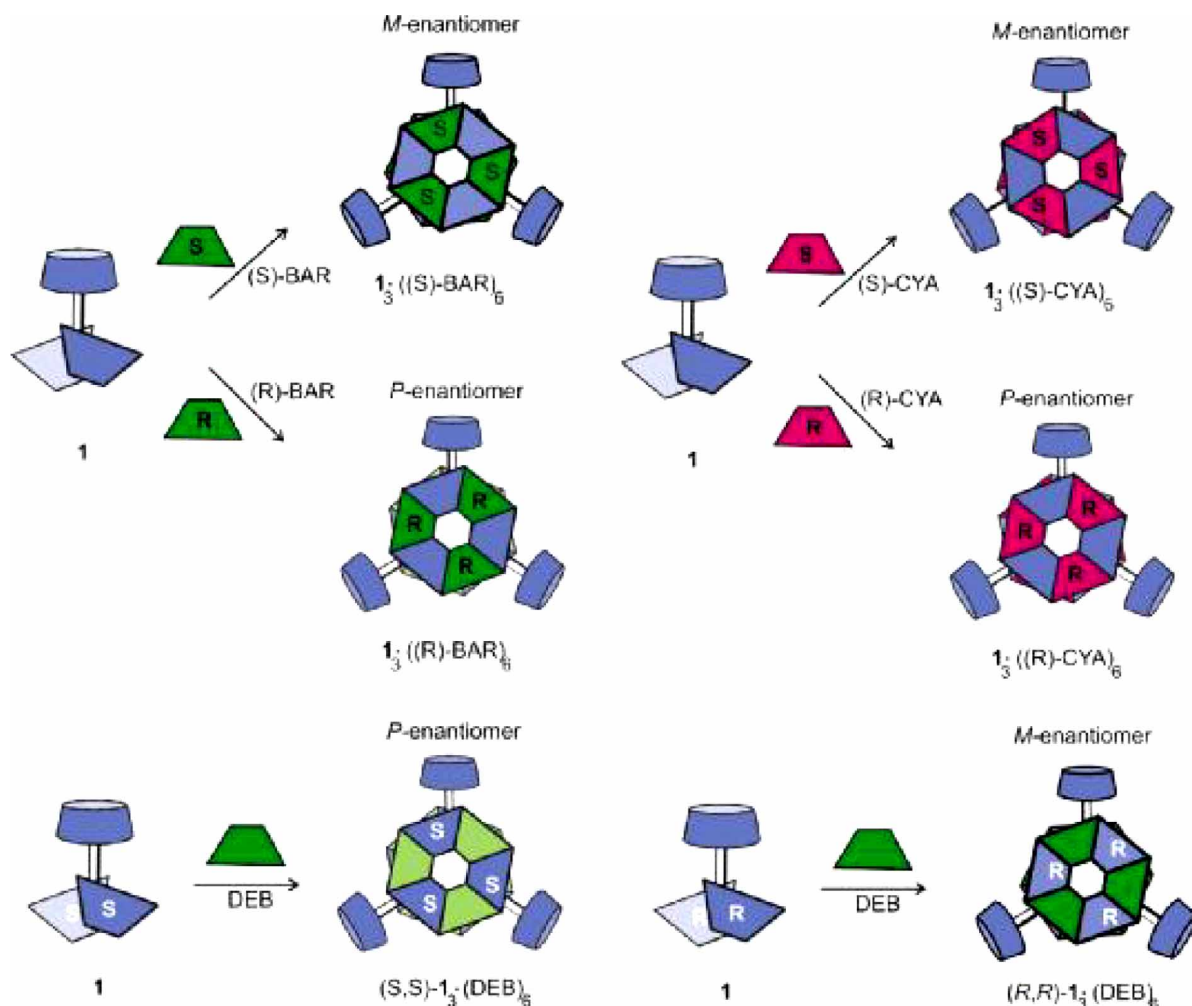 M-enantiomer
S
S
S
S
(S)-BAR
1₃·((S)-BAR)₆
(R)-BAR
R
1
P-enantiomer
R
R
R
1₃·((R)-BAR)₆
M-enantiomer
S
S
S
S
(S)-CYA
1₃·((S)-CYA)₆
(R)-CYA
R
1
P-enantiomer
R
R
R
1₃·((R)-CYA)₆
P-enantiomer
S S
DEB
S
S
S
1
(S,S)-1₃·(DEB)₆
M-enantiomer
R R
DEB
R
R
R
1
(R,R)-1₃·(DEB)₆